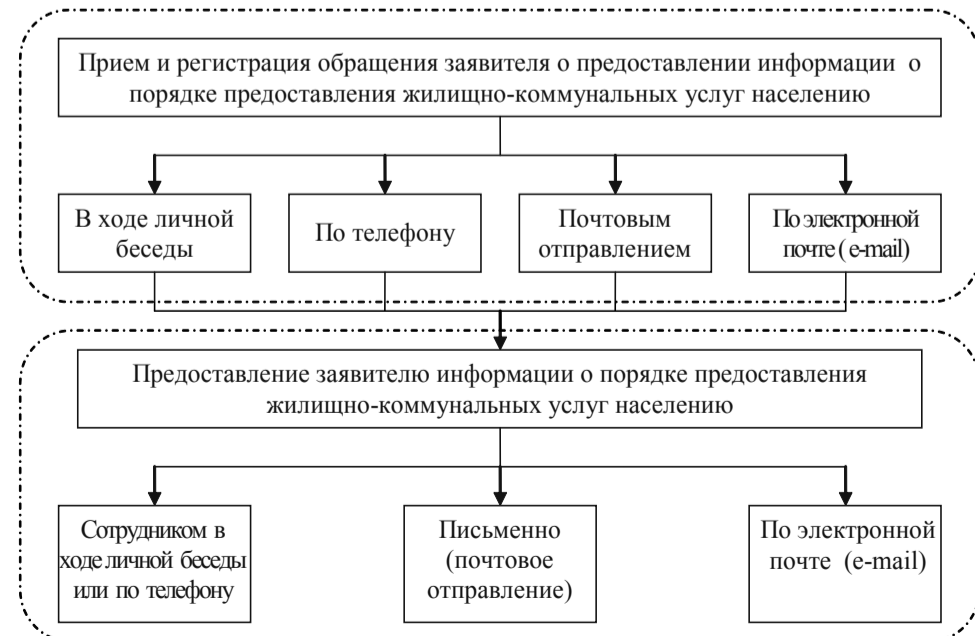 Прием и регистрация обращения заявителя о предоставлении информации о
порядке предоставления жилищно-коммунальных услуг населению
В ходе личной
беседы
По телефону
Почтовым
отправлением
По электронной
почте ( e-mail)
Предоставление заявителю информации о порядке предоставления
жилищно-коммунальных услуг населению
Сотрудником в
ходе личной беседы
или по телефону
Письменно
(почтовое
отправление)
По электронной
почте (e-mail)